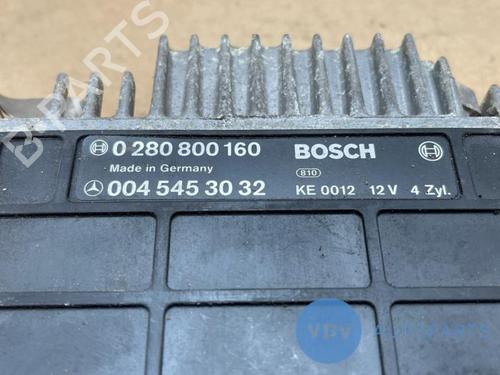 0 280 800 160 BOSCH
Made in Germany 810
004 545 30 32 KE 0012 12 V 4 Zyl.
B-PARTS
VDV AUTOPARTS